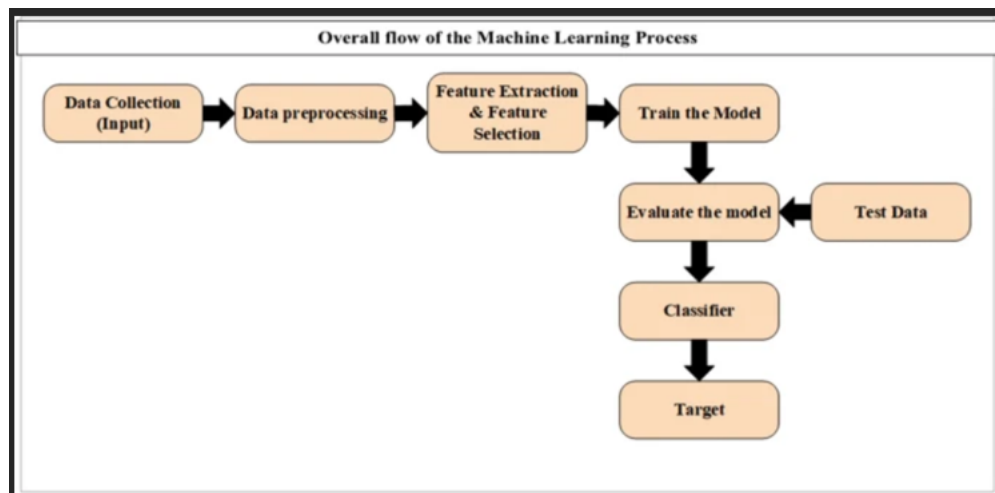 Overall flow of the Machine Learning Process
Data Collection
(Input)
Data preprocessing
Feature Extraction
& Feature
Selection
Train the Model
Evaluate the model
Test Data
Classifier
Target